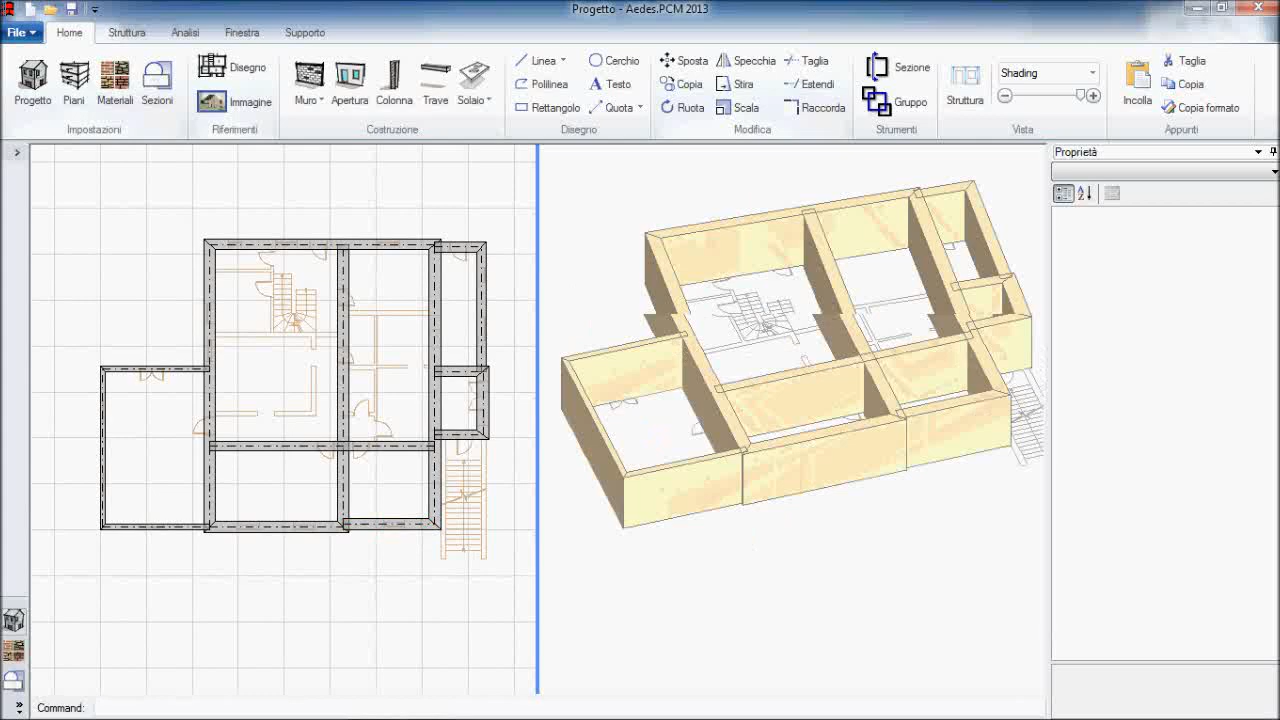 Progetto - Aedes.PCM 2013
File Home Struttura Analisi Finestra Supporto
Progetto Piani Materiali Sezioni
Impostazioni
Disegno
Immagine
Riferimenti
Muro Apertura Colonna Trave Solaio
Costruzione
Linea Cerchio
Polilinea Testo
Rettangolo Quota
Disegno
Sposta Specchia Taglia
Copia Stira Estendi
Ruota Scala Raccorda
Modifica
Sezione
Gruppo
Strumenti
Struttura
Shading
Vista
Incolla
Taglia
Copia
Copia formato
Appunti
Proprietà
Command: